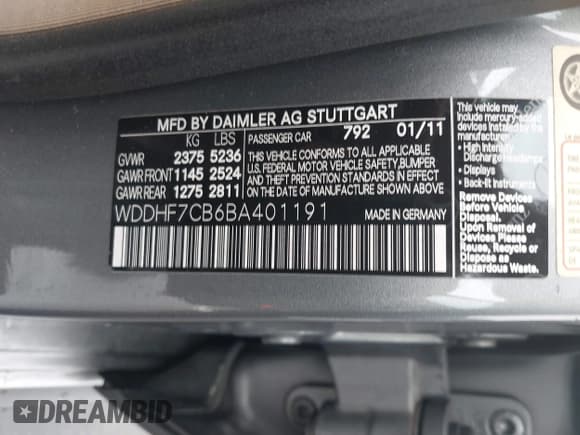 MFD BY DAIMLER AG STUTTGART
KG LBS
GVWR 2375 5236
GAWR FRONT 1145 2524
GAWR REAR 1275 2811
PASSENGER CAR 792 01/11
THIS VEHICLE CONFORMS TO ALL APPLICABLE
U.S. FEDERAL MOTOR VEHICLE SAFETY, BUMPER
AND THEFT PREVENTION STANDARDS IN EFFECT
ON THE DATE OF MANUFACTURE SHOWN ABOVE.
WDDHF7CB6BA401191 MADE IN GERMANY
This vehicle may
include mercury-added
devices installed by the
manufacturer:
• High Intensity
Discharge Headlamps
• Displays
• Back-lit Instruments
Remove Devices
Before Vehicle
Disposal.
Upon Removal of
Devices Please
Reuse, Recycle or
Dispose as
Hazardous Waste.
DREAMBID